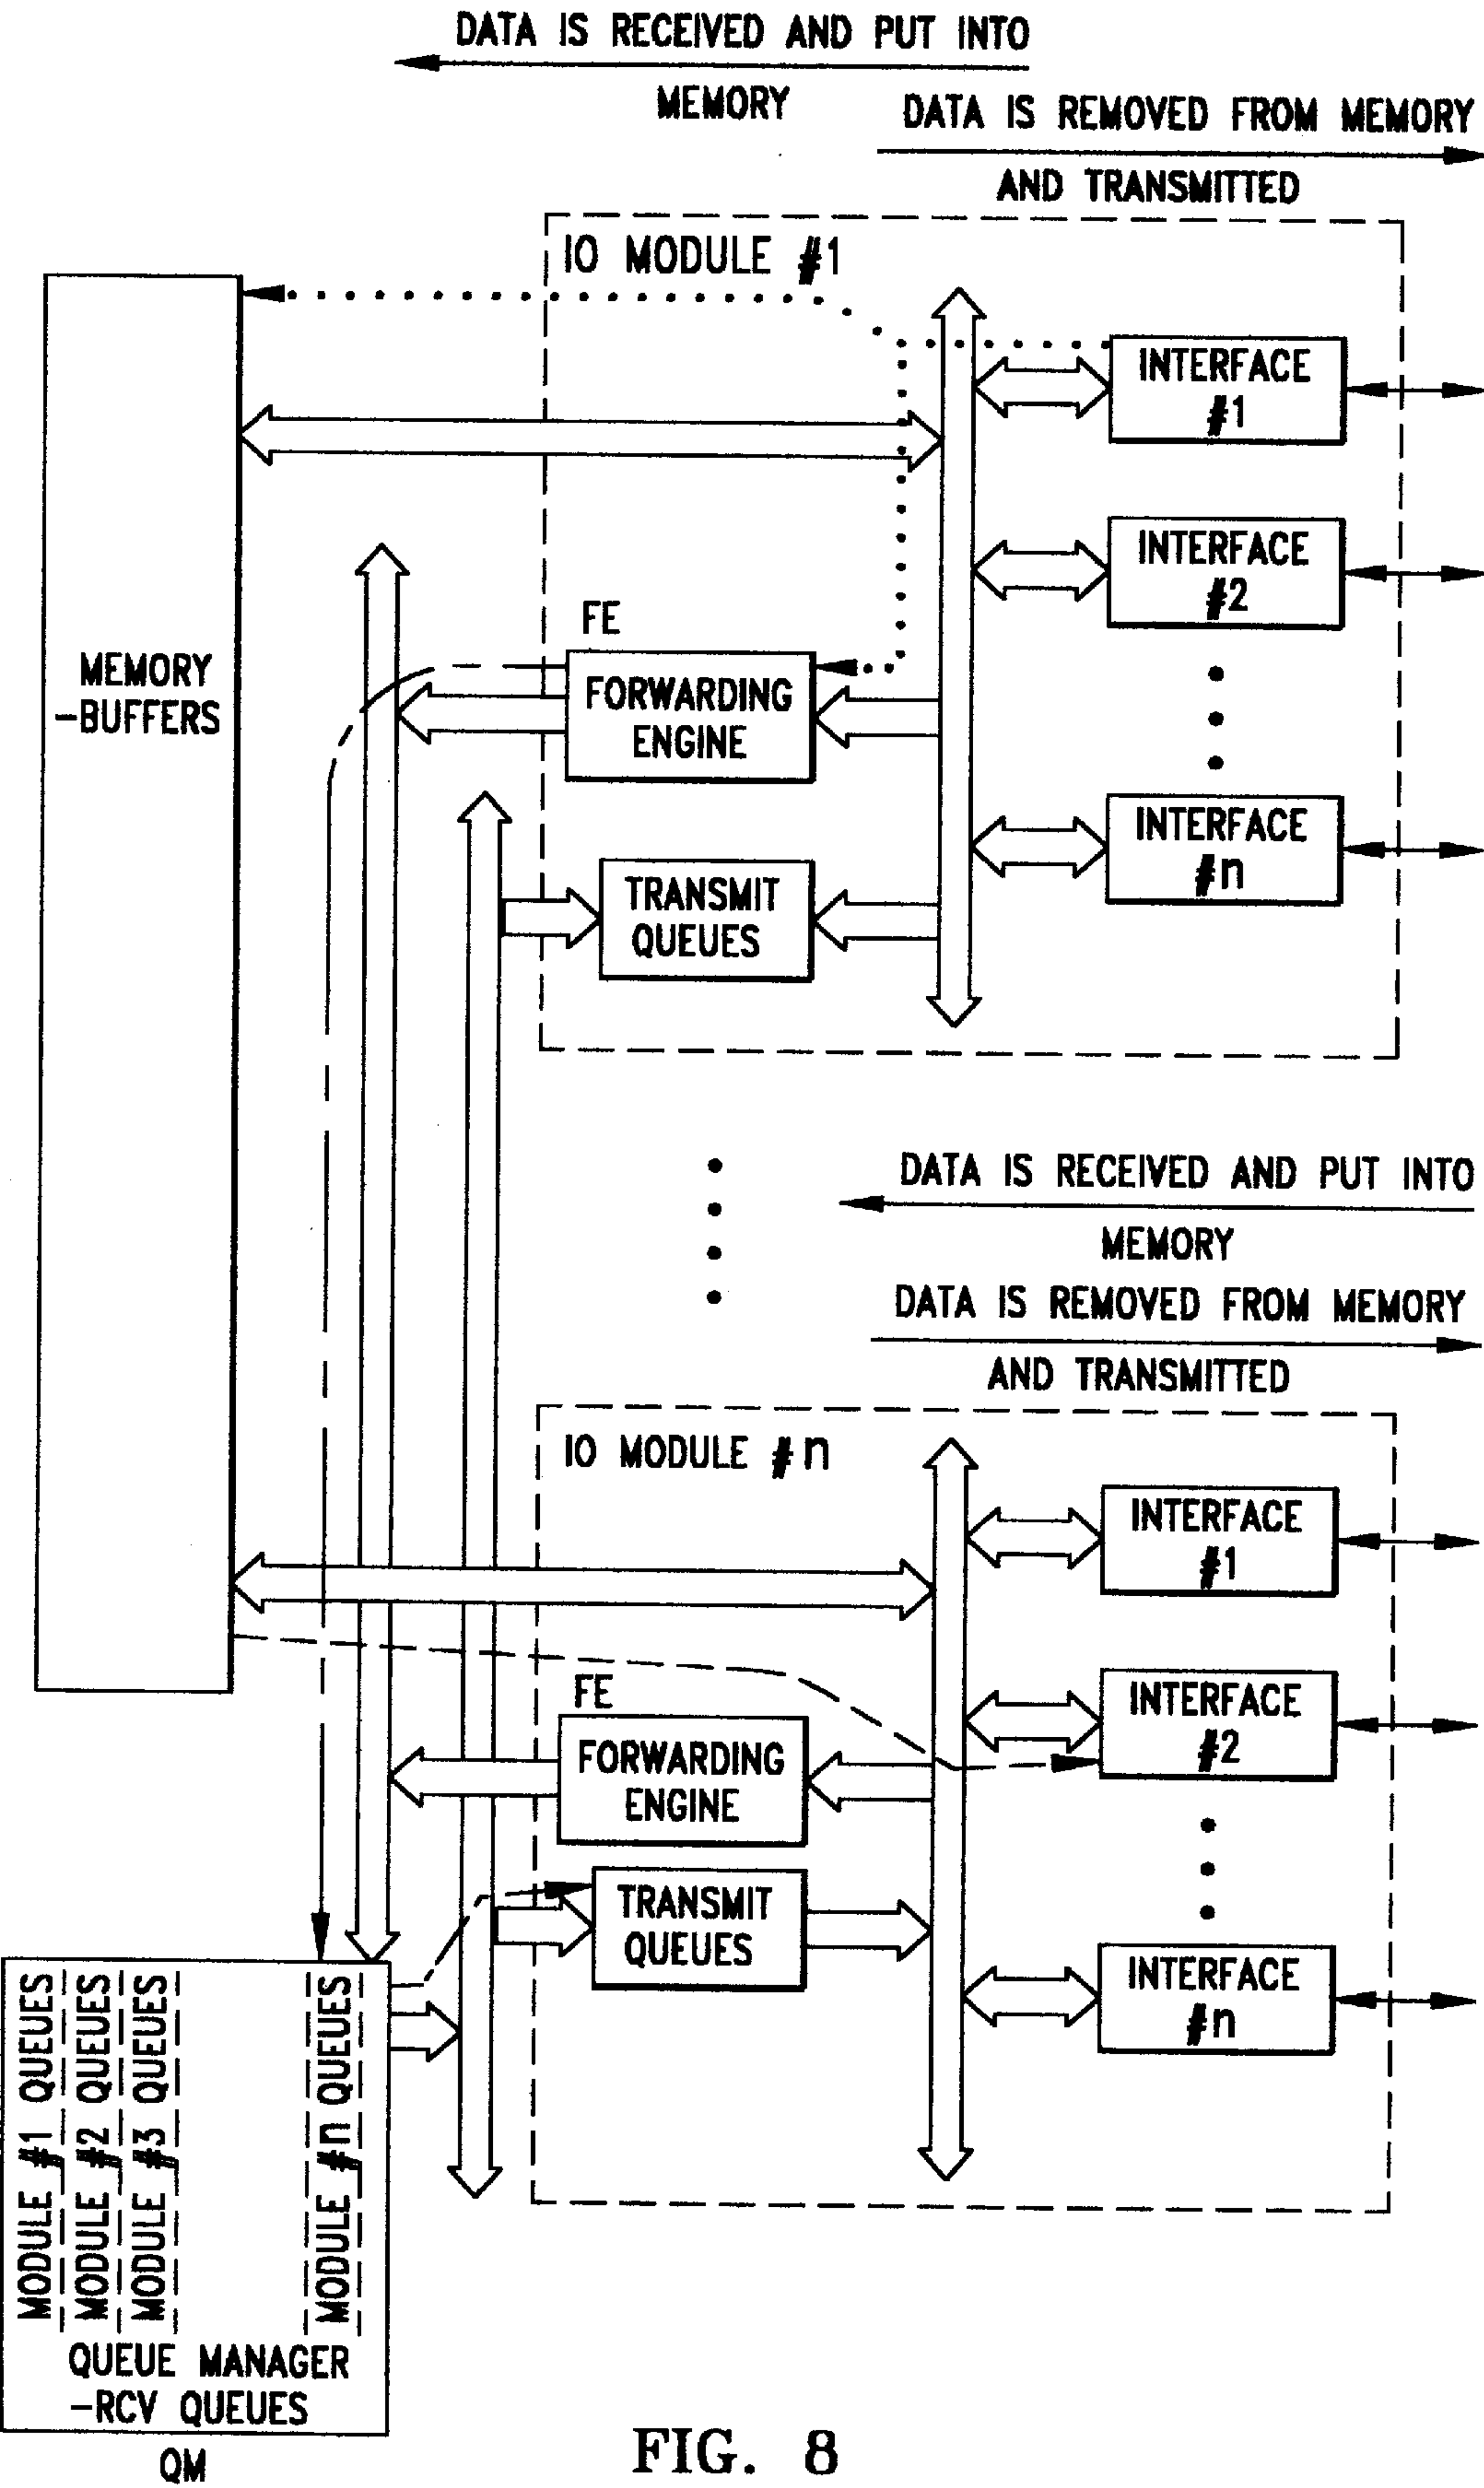 DATA IS RECEIVED AND PUT INTO
MEMORY
DATA IS REMOVED FROM MEMORY
AND TRANSMITTED
IO MODULE #1
INTERFACE
#1
INTERFACE
#2
FE
MEMORY
-BUFFERS
FORWARDING
ENGINE
INTERFACE
#n
TRANSMIT
QUEUES
DATA IS RECEIVED AND PUT INTO
MEMORY
DATA IS REMOVED FROM MEMORY
AND TRANSMITTED
IO MODULE #n
INTERFACE
#1
FE
INTERFACE
#2
FORWARDING
ENGINE
TRANSMIT
QUEUES
INTERFACE
#n
MODULE #1 QUEUES
MODULE #2 QUEUES
MODULE #3 QUEUES
MODULE #n QUEUES
QUEUE MANAGER
-RCV QUEUES
QM
FIG. 8